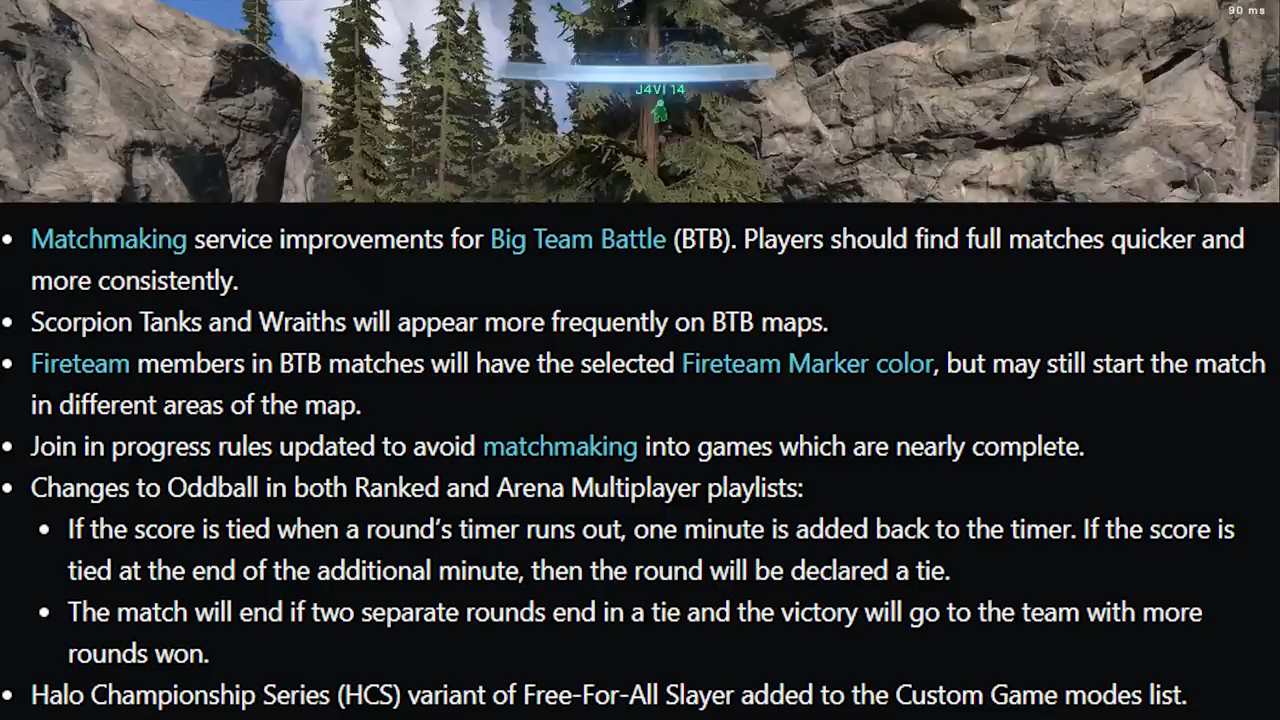 90 ms
J4VI 14
• Matchmaking service improvements for Big Team Battle (BTB). Players should find full matches quicker and
more consistently.
• Scorpion Tanks and Wraiths will appear more frequently on BTB maps.
• Fireteam members in BTB matches will have the selected Fireteam Marker color, but may still start the match
in different areas of the map.
• Join in progress rules updated to avoid matchmaking into games which are nearly complete.
• Changes to Oddball in both Ranked and Arena Multiplayer playlists:
• If the score is tied when a round’s timer runs out, one minute is added back to the timer. If the score is
tied at the end of the additional minute, then the round will be declared a tie.
• The match will end if two separate rounds end in a tie and the victory will go to the team with more
rounds won.
• Halo Championship Series (HCS) variant of Free-For-All Slayer added to the Custom Game modes list.